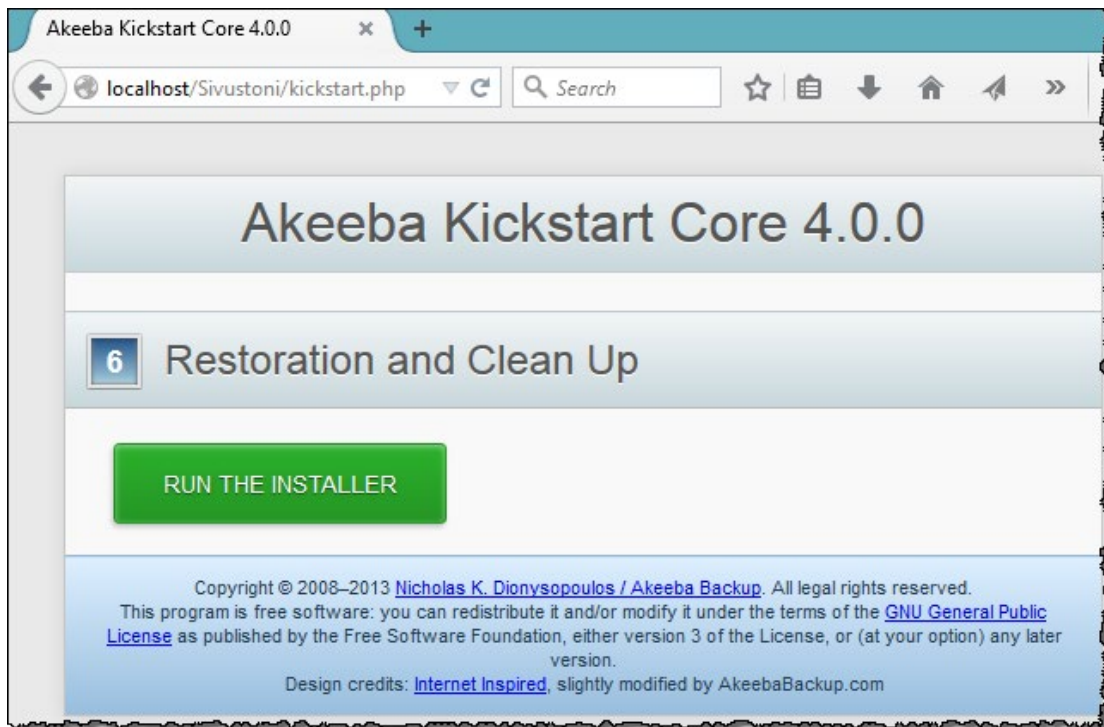 Akeeba Kickstart Core 4.0.0
localhost/Sivustoni/kickstart.php
Search
Akeeba Kickstart Core 4.0.0
6 Restoration and Clean Up
RUN THE INSTALLER
Copyright © 2008–2013 Nicholas K. Dionysopoulos / Akeeba Backup. All legal rights reserved.
This program is free software: you can redistribute it and/or modify it under the terms of the GNU General Public
License as published by the Free Software Foundation, either version 3 of the License, or (at your option) any later
version.
Design credits: Internet Inspired, slightly modified by AkeebaBackup.com